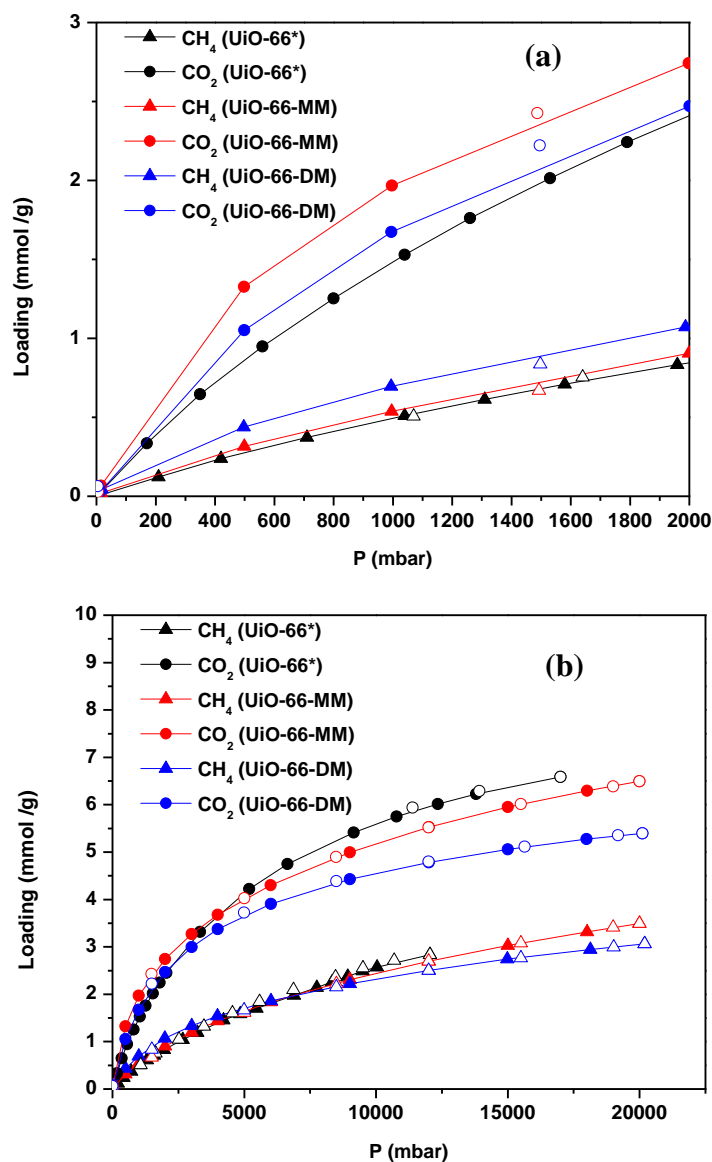 3
2
1
0
Loading (mmol /g)
CH4 (UiO-66*)
CO2 (UiO-66*)
CH4 (UiO-66-MM)
CO2 (UiO-66-MM)
CH4 (UiO-66-DM)
CO2 (UiO-66-DM)
(a)
0 200 400 600 800 1000 1200 1400 1600 1800 2000
P (mbar)
10
9
8
7
6
5
4
3
2
1
0
Loading (mmol /g)
CH4 (UiO-66*)
CO2 (UiO-66*)
CH4 (UiO-66-MM)
CO2 (UiO-66-MM)
CH4 (UiO-66-DM)
CO2 (UiO-66-DM)
(b)
0 5000 10000 15000 20000
P (mbar)